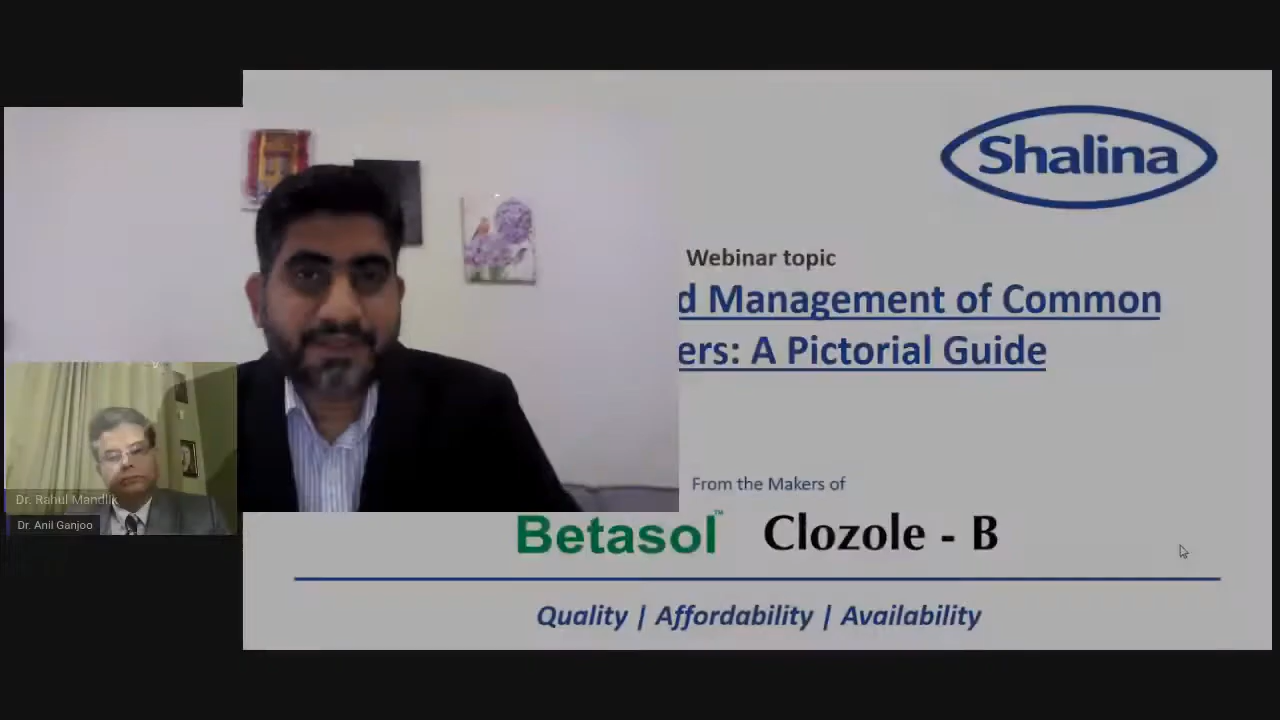 Shalina
Webinar topic
d Management of Common
ers: A Pictorial Guide
From the Makers of
Betasol™ Clozole - B
Quality | Affordability | Availability
Dr. Rahul Mandlik
Dr. Anil Ganjoo